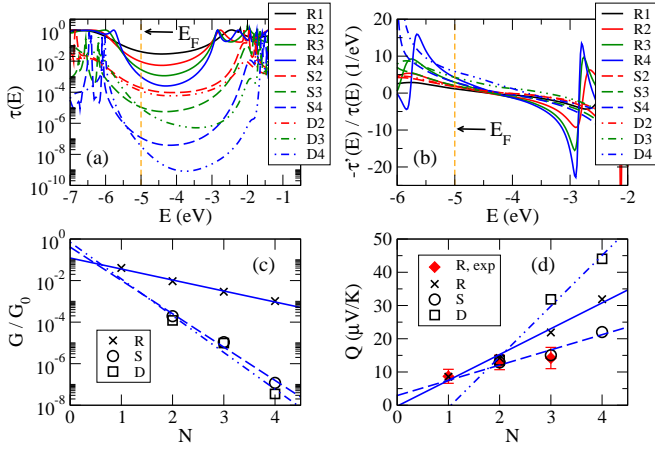 τ(E)
10^0
10^-2
10^-4
10^-6
10^-8
10^-10
-7 -6 -5 -4 -3 -2 -1
E (eV)
E_F
(a)
R1
R2
R3
R4
S2
S3
S4
D2
D3
D4
-τ'(E) / τ(E) (1/eV)
20
10
0
-10
-20
-6 -5 -4 -3 -2
E (eV)
E_F
(b)
R1
R2
R3
R4
S2
S3
S4
D2
D3
D4
G / G_0
10^0
10^-2
10^-4
10^-6
10^-8
0 1 2 3 4
N
(c)
R
S
D
Q (μV/K)
50
40
30
20
10
0
0 1 2 3 4
N
(d)
R, exp
R
S
D